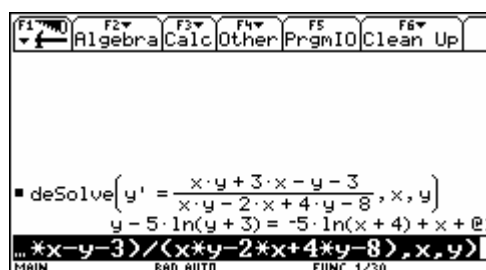 F1 F2 F3 F4 F5 F6
Algebra Calc Other PrgmIO Clean Up
deSolve(y' = (x·y+3·x-y-3)/(x·y-2·x+4·y-8), x, y)
y-5·ln(y+3) = -5·ln(x+4)+x+@
…*x-y-3)/(x*y-2*x+4*y-8),x,y)
MAIN RAD AUTO FUNC 1/30